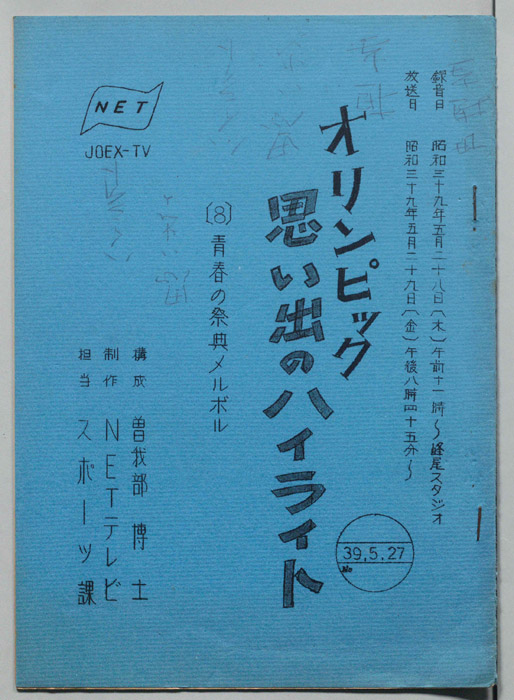 録音日 昭和三十九年五月二十八日(木)午前十一時〜 スタジオ
放送日 昭和三十九年五月二十九日(金)午後八時四十五分〜
オリンピック
思い出のハイライト
(8)青春の祭典メルボル
NET
JOEX-TV
構成 曽我部 博士
制作 NETテレビ
担当 スポーツ課
39.5.27
No